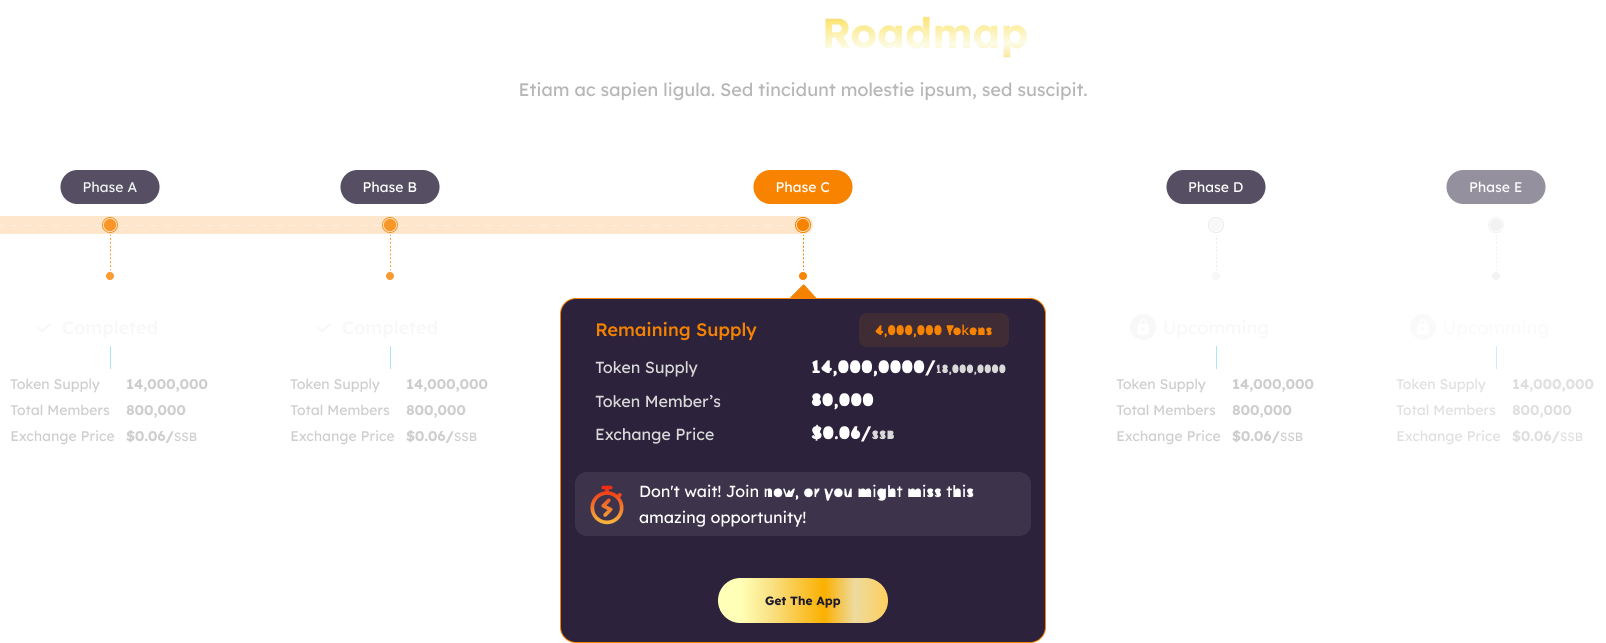 Roadmap
Etiam ac sapien ligula. Sed tincidunt molestie ipsum, sed suscipit.
Phase A
Phase B
Phase C
Phase D
Phase E
Completed
Token Supply 14,000,000
Total Members 800,000
Exchange Price $0.06/SSB
Completed
Token Supply 14,000,000
Total Members 800,000
Exchange Price $0.06/SSB
Remaining Supply 4,000,000 Tokens
Token Supply 14,000,0000/18,000,0000
Token Member’s 80,000
Exchange Price $0.06/SSB
Don't wait! Join now, or you might miss this
amazing opportunity!
Get The App
Upcomming
Token Supply 14,000,000
Total Members 800,000
Exchange Price $0.06/SSB
Upcomming
Token Supply 14,000,000
Total Members 800,000
Exchange Price $0.06/SSB